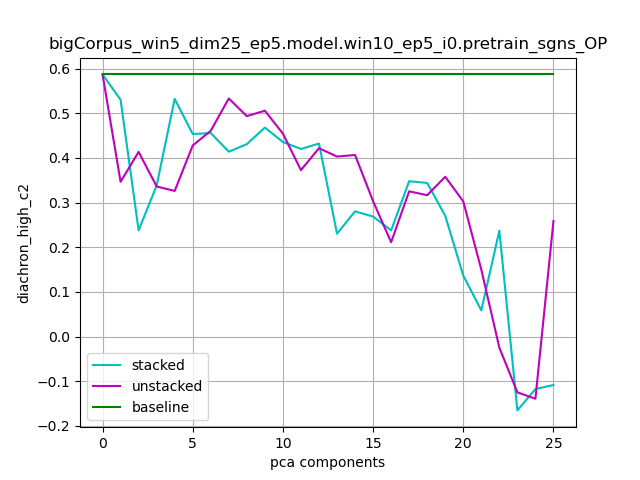 bigCorpus_win5_dim25_ep5.model.win10_ep5_i0.pretrain_sgns_OP
0.6
0.5
0.4
0.3
0.2
0.1
0.0
−0.1
−0.2
diachron_high_c2
stacked
unstacked
baseline
0 5 10 15 20 25
pca components